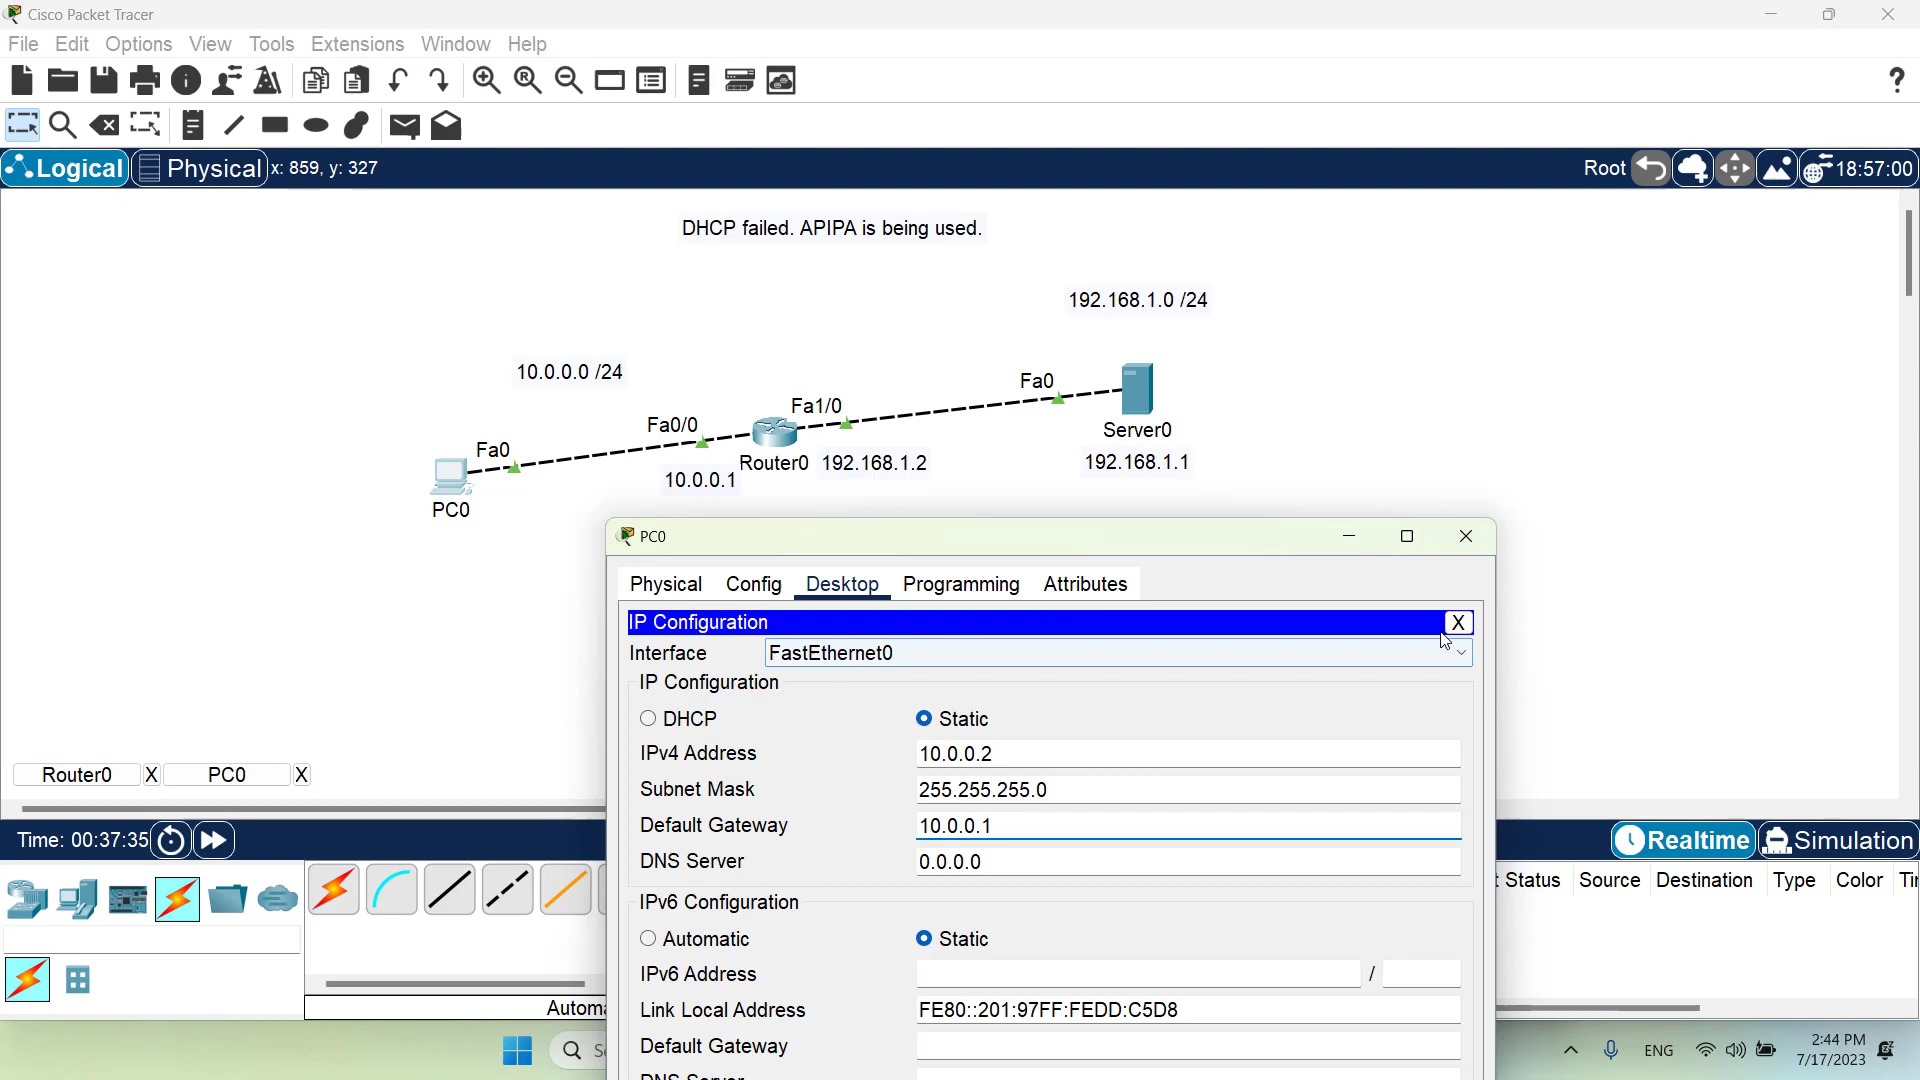 Cisco Packet Tracer
File Edit Options View Tools Extensions Window Help
Logical Physical x: 859, y: 327 Root 18:57:00
DHCP failed. APIPA is being used.
192.168.1.0 /24
10.0.0.0 /24
Fa0
Fa1/0
Fa0/0
Server0
Fa0
Router0 192.168.1.2 192.168.1.1
10.0.0.1
PC0
PC0
Physical Config Desktop Programming Attributes
IP Configuration X
Interface FastEthernet0
IP Configuration
DHCP Static
IPv4 Address 10.0.0.2
Router0 X PC0 X
Subnet Mask 255.255.255.0
Default Gateway 10.0.0.1
Time: 00:37:35 Realtime Simulation
DNS Server 0.0.0.0
Status Source Destination Type Color
IPv6 Configuration
Automatic Static
IPv6 Address /
Link Local Address FE80::201:97FF:FEDD:C5D8
Default Gateway
DNS Server
ENG 2:44 PM
7/17/2023